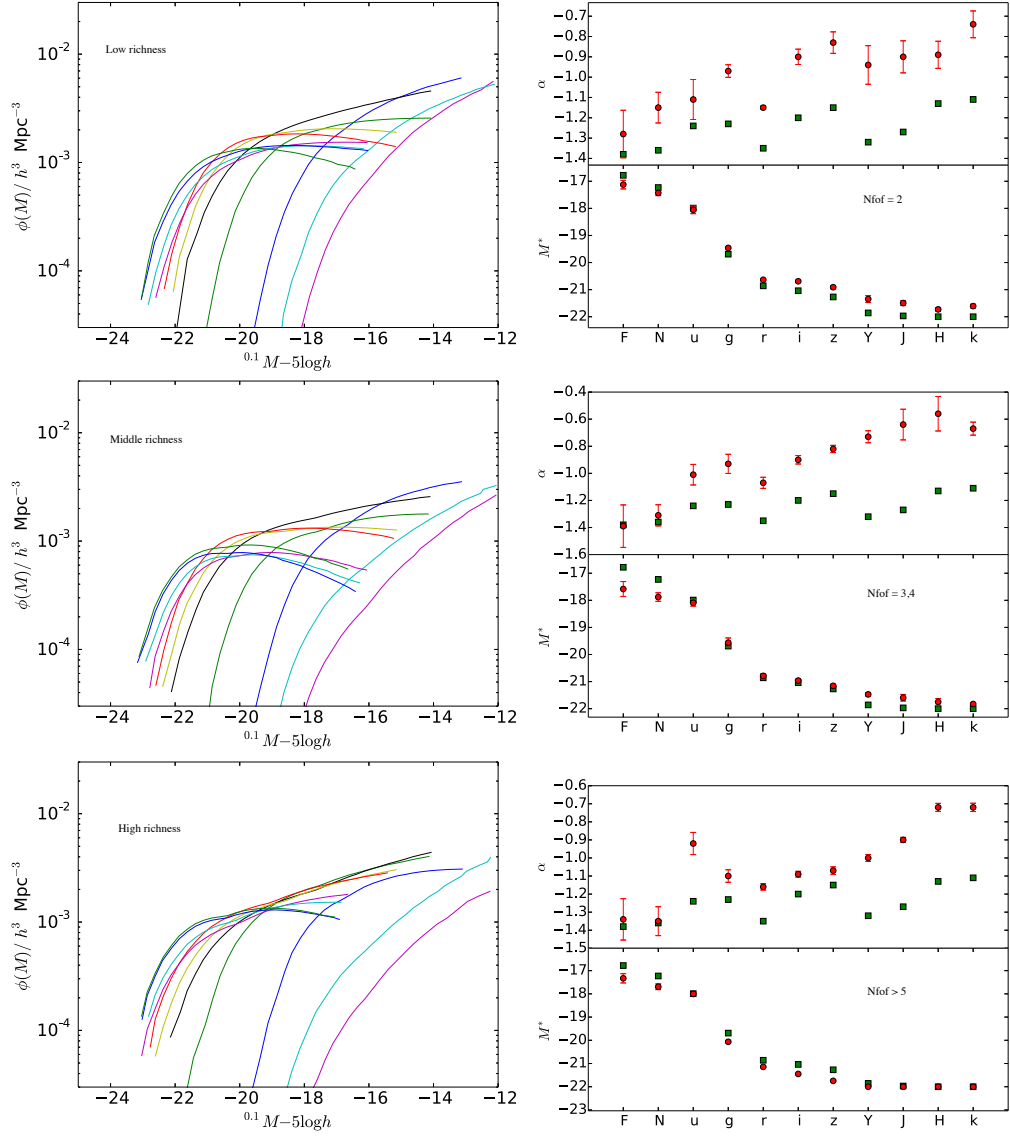 10⁻²
10⁻³
10⁻⁴
ϕ(M)/h³ Mpc⁻³
Low richness
−24 −22 −20 −18 −16 −14 −12
⁰·¹M−5logh
−0.7
−0.8
−0.9
−1.0
−1.1
−1.2
−1.3
−1.4
α
−17
−18
−20
−21
−22
M*
Nfof = 2
F N u g r i z Y J H k
10⁻²
10⁻³
10⁻⁴
ϕ(M)/h³ Mpc⁻³
Middle richness
−24 −22 −20 −18 −16 −14 −12
⁰·¹M−5logh
−0.4
−0.6
−0.8
−1.0
−1.2
−1.4
−1.6
α
−17
−18
−20
−21
−22
M*
Nfof = 3,4
F N u g r i z Y J H k
10⁻²
10⁻³
10⁻⁴
ϕ(M)/h³ Mpc⁻³
High richness
−24 −22 −20 −18 −16 −14 −12
⁰·¹M−5logh
−0.6
−0.7
−0.8
−0.9
−1.0
−1.1
−1.2
−1.3
−1.4
−1.5
α
−17
−18
−20
−21
−22
−23
M*
Nfof > 5
F N u g r i z Y J H k